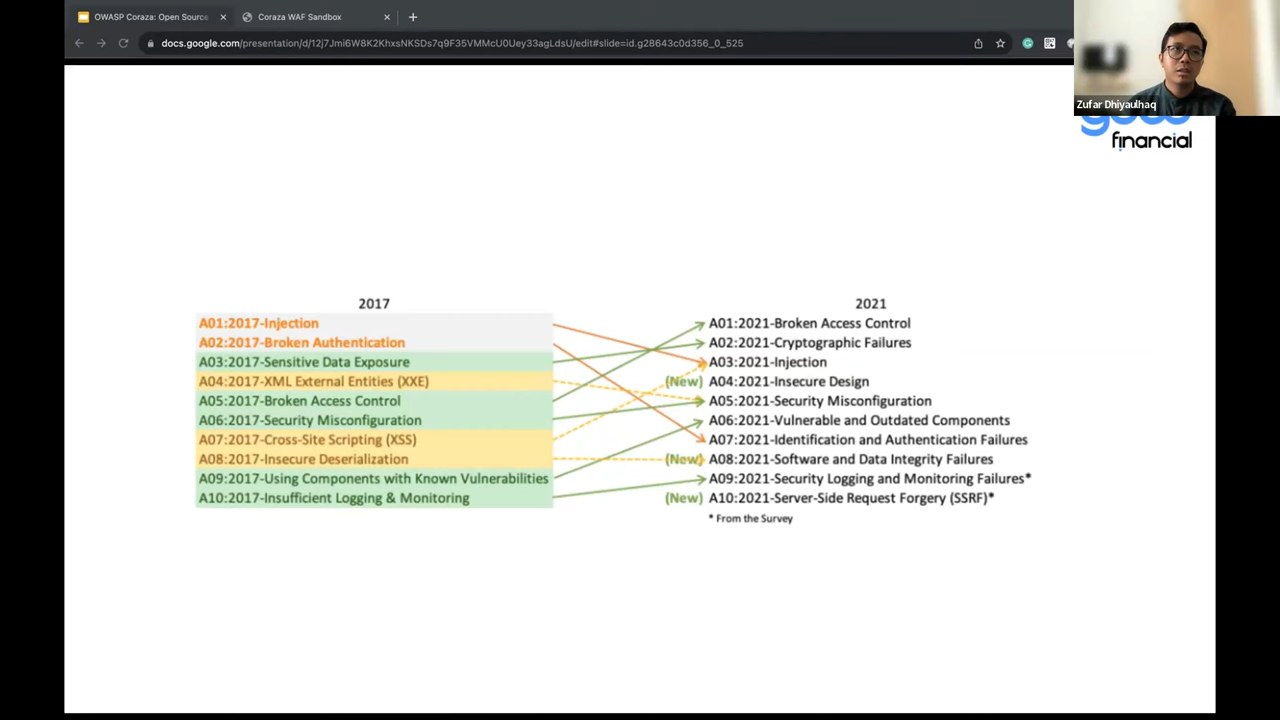 OWASP Coraza: Open Source
Coraza WAF Sandbox
docs.google.com/presentation/d/12j7Jmi6W8K2KhxsNKSDs7q9F35VMMcU0Uey33agLdsU/edit#slide=id.g28643c0d356_0_525
Zufar Dhiyaulhaq
financial
2017
2021
A01:2017-Injection
A02:2017-Broken Authentication
A03:2017-Sensitive Data Exposure
A04:2017-XML External Entities (XXE)
A05:2017-Broken Access Control
A06:2017-Security Misconfiguration
A07:2017-Cross-Site Scripting (XSS)
A08:2017-Insecure Deserialization
A09:2017-Using Components with Known Vulnerabilities
A10:2017-Insufficient Logging & Monitoring
A01:2021-Broken Access Control
A02:2021-Cryptographic Failures
A03:2021-Injection
(New) A04:2021-Insecure Design
A05:2021-Security Misconfiguration
A06:2021-Vulnerable and Outdated Components
A07:2021-Identification and Authentication Failures
(New) A08:2021-Software and Data Integrity Failures
A09:2021-Security Logging and Monitoring Failures*
(New) A10:2021-Server-Side Request Forgery (SSRF)*
* From the Survey